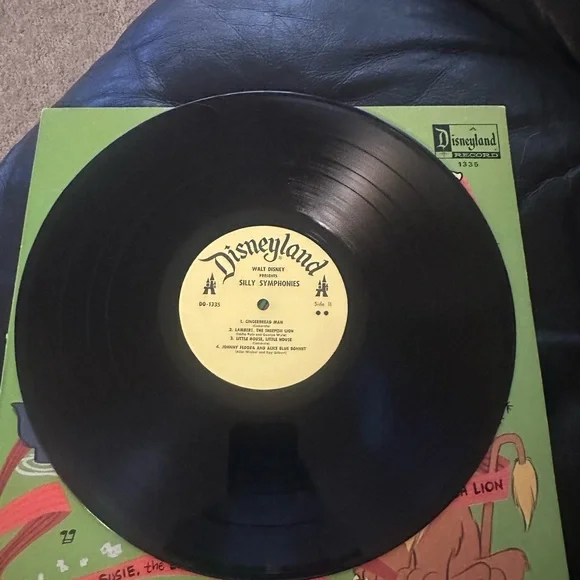 Disneyland
RECORD
1335
Disneyland
WALT DISNEY
PRESENTS
SILLY SYMPHONIES
DQ-1335
Side B
1. GINGERBREAD MAN
2. LAMBERT, THE SHEEPISH LION
3. LITTLE HOUSE, LITTLE HOUSE
4. JOHNNY FEDORA AND ALICE BLUE BONNET
LION
SUSIE, the